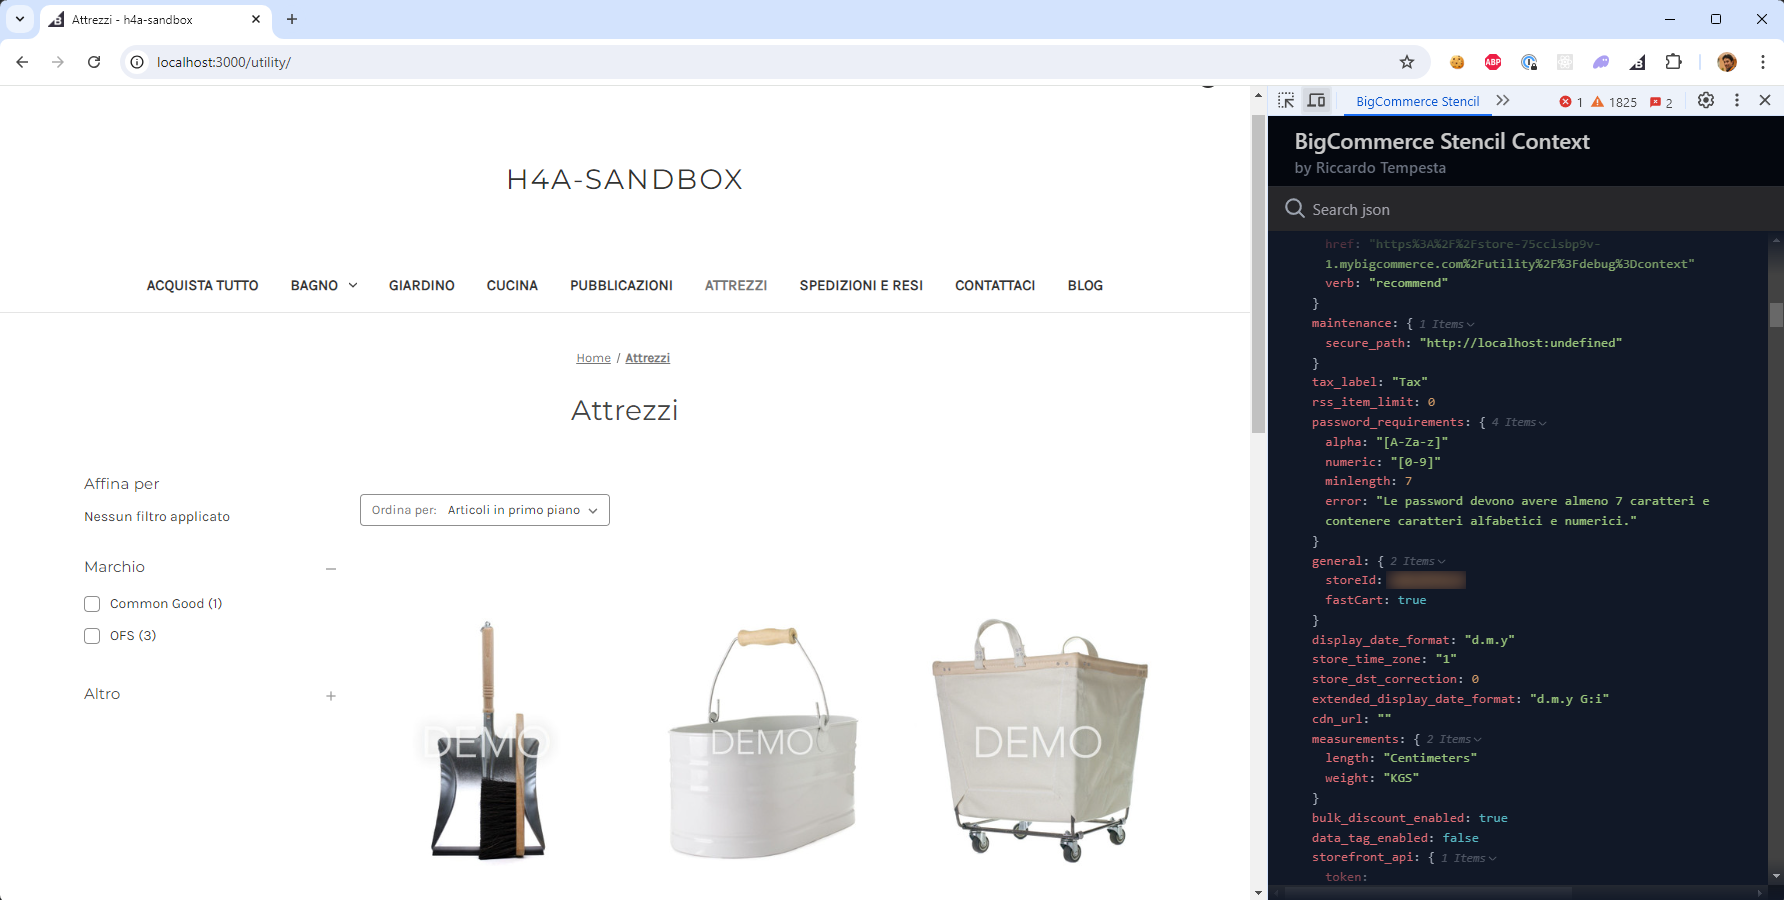 Attrezzi - h4a-sandbox
localhost:3000/utility/
ABP
BigCommerce Stencil
1
1825
2
BigCommerce Stencil Context
by Riccardo Tempesta
Search json
H4A-SANDBOX
ACQUISTA TUTTO
BAGNO
GIARDINO
CUCINA
PUBBLICAZIONI
ATTREZZI
SPEDIZIONI E RESI
CONTATTACI
BLOG
Home / Attrezzi
Attrezzi
Affina per
Nessun filtro applicato
Ordina per: Articoli in primo piano
Marchio
Common Good (1)
OFS (3)
Altro
DEMO
DEMO
DEMO
href: "https%3A%2F%2Fstore-75cclsbp9v-
1.mybigcommerce.com%2Futility%2F%3Fdebug%3Dcontext"
verb: "recommend"
}
maintenance: { 1 Items
secure_path: "http://localhost:undefined"
}
tax_label: "Tax"
rss_item_limit: 0
password_requirements: { 4 Items
alpha: "[A-Za-z]"
numeric: "[0-9]"
minlength: 7
error: "Le password devono avere almeno 7 caratteri e
contenere caratteri alfabetici e numerici."
}
general: { 2 Items
storeId:
fastCart: true
}
display_date_format: "d.m.y"
store_time_zone: "1"
store_dst_correction: 0
extended_display_date_format: "d.m.y G:i"
cdn_url: ""
measurements: { 2 Items
length: "Centimeters"
weight: "KGS"
}
bulk_discount_enabled: true
data_tag_enabled: false
storefront_api: { 1 Items
token: